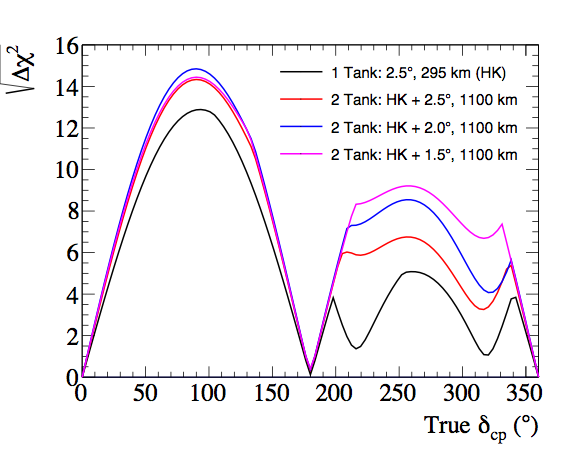 √Δχ²
16
14
12
10
8
6
4
2
0
1 Tank: 2.5°, 295 km (HK)
2 Tank: HK + 2.5°, 1100 km
2 Tank: HK + 2.0°, 1100 km
2 Tank: HK + 1.5°, 1100 km
0 50 100 150 200 250 300 350
True δcp (°)